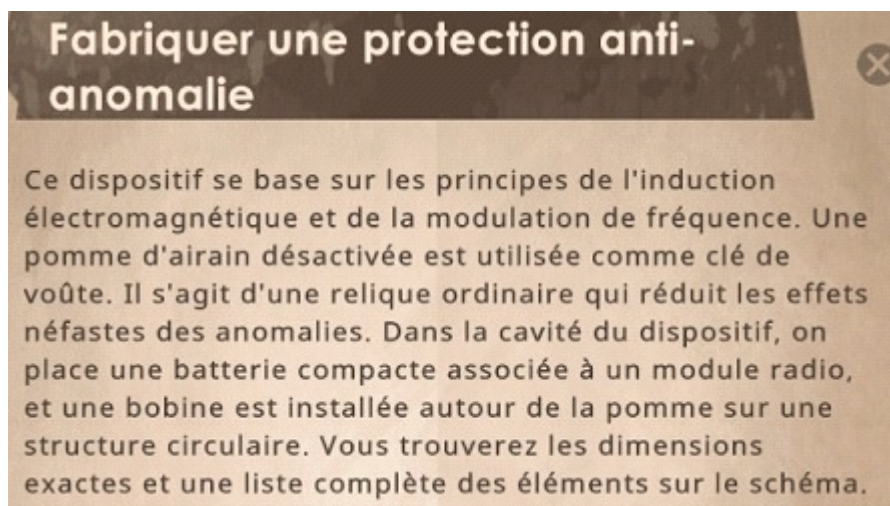 Fabriquer une protection anti-
anomalie
Ce dispositif se base sur les principes de l'induction
électromagnétique et de la modulation de fréquence. Une
pomme d'airain désactivée est utilisée comme clé de
voûte. Il s'agit d'une relique ordinaire qui réduit les effets
néfastes des anomalies. Dans la cavité du dispositif, on
place une batterie compacte associée à un module radio,
et une bobine est installée autour de la pomme sur une
structure circulaire. Vous trouverez les dimensions
exactes et une liste complète des éléments sur le schéma.